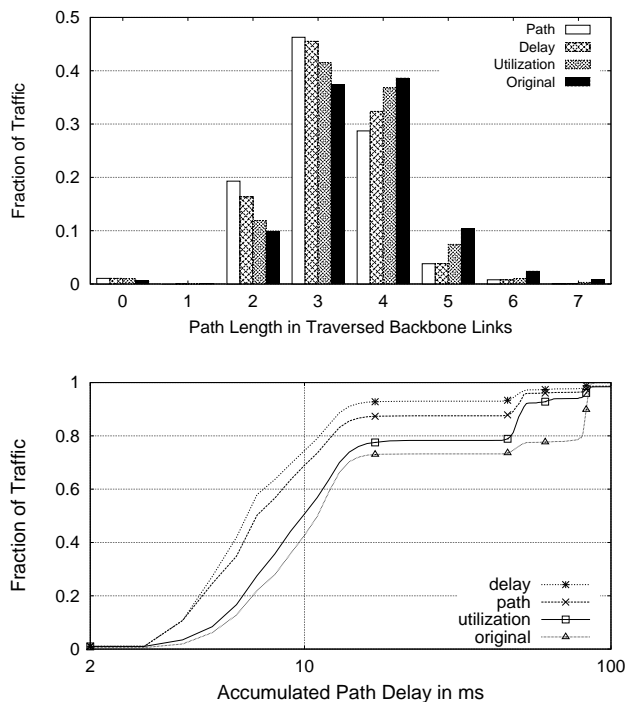 Path
Delay
Utilization
Original
Fraction of Traffic
0.5
0.4
0.3
0.2
0.1
0
0 1 2 3 4 5 6 7
Path Length in Traversed Backbone Links
Fraction of Traffic
1
0.8
0.6
0.4
0.2
0
delay
path
utilization
original
2 10 100
Accumulated Path Delay in ms